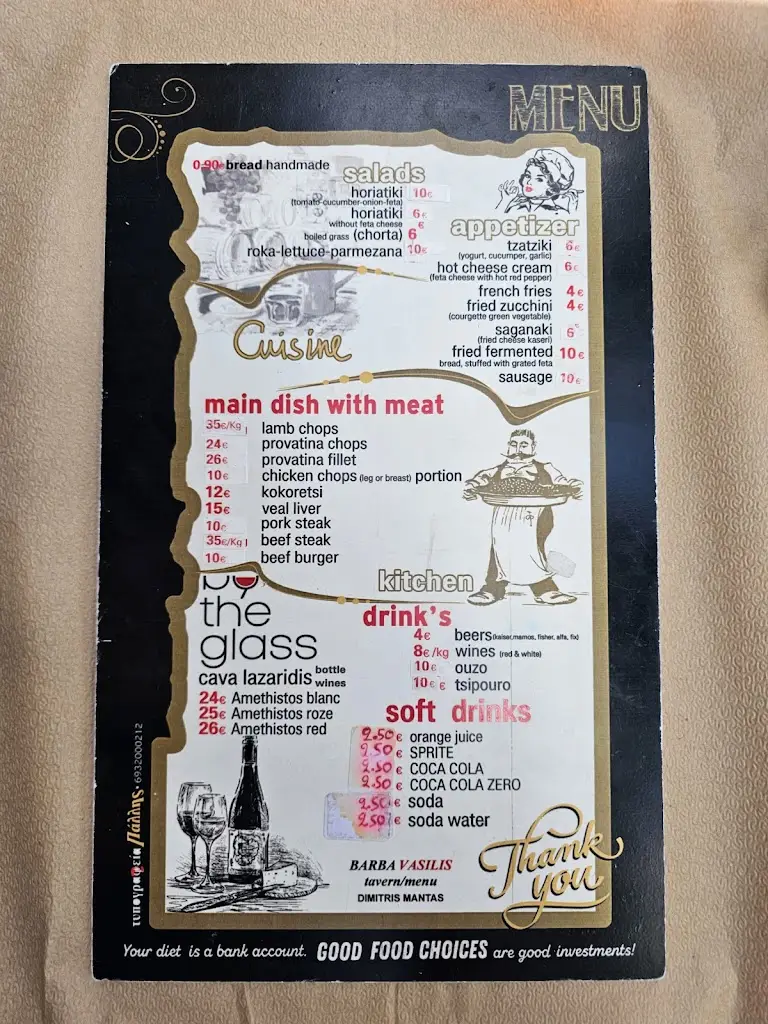 MENU
0,90€ bread handmade
salads
horiatiki 10€
(tomato-cucumber-onion-feta)
horiatiki 6€
without feta cheese €
boiled grass (chorta) 6
roka-lettuce-parmezana 10€
appetizer
tzatziki 6€
(yogurt, cucumper, garlic)
hot cheese cream 6€
(feta cheese with hot red pepper)
french fries 4€
fried zucchini 4€
(courgette green vegetable)
saganaki 6€
(fried cheese kaseri)
fried fermented 10€
bread, stuffed with grated feta
sausage 10€
Cuisine
main dish with meat
35€/Kg lamb chops
24€ provatina chops
26€ provatina fillet
10€ chicken chops (leg or breast) portion
12€ kokoretsi
15€ veal liver
10€ pork steak
35€/Kg beef steak
10€ beef burger
kitchen
by
the
glass
cava lazaridis bottle wines
24€ Amethistos blanc
25€ Amethistos roze
26€ Amethistos red
drink's
4€ beers (kaiser,mamos, fisher, alfa, fix)
8€/kg wines (red & white)
10€ ouzo
10€ € tsipouro
soft drinks
2.50€ orange juice
2.50€ SPRITE
2.50€ COCA COLA
2.50€ COCA COLA ZERO
2.50€ soda
2.50€ soda water
BARBA VASILIS
tavern/menu
DIMITRIS MANTAS
Thank
you
τυπογραφεία Πάλλης • 6932000212
Your diet is a bank account. GOOD FOOD CHOICES are good investments!